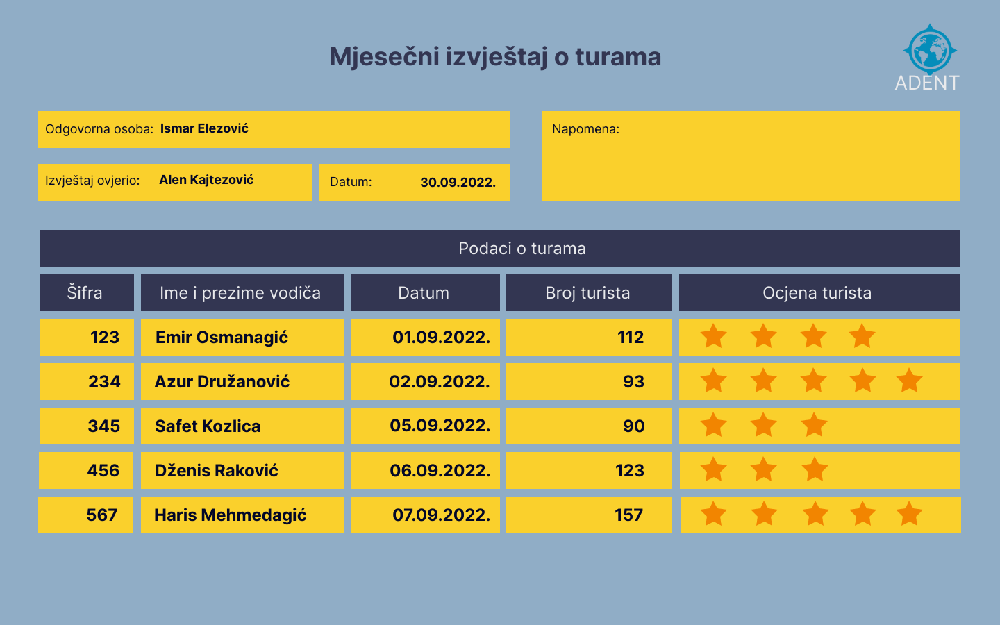 Mjesečni izvještaj o turama
ADENT
Odgovorna osoba: Ismar Elezović
Napomena:
Izvještaj ovjerio: Alen Kajtezović
Datum: 30.09.2022.
Podaci o turama
Šifra Ime i prezime vodiča Datum Broj turista Ocjena turista
123 Emir Osmanagić 01.09.2022. 112
234 Azur Družanović 02.09.2022. 93
345 Safet Kozlica 05.09.2022. 90
456 Dženis Raković 06.09.2022. 123
567 Haris Mehmedagić 07.09.2022. 157